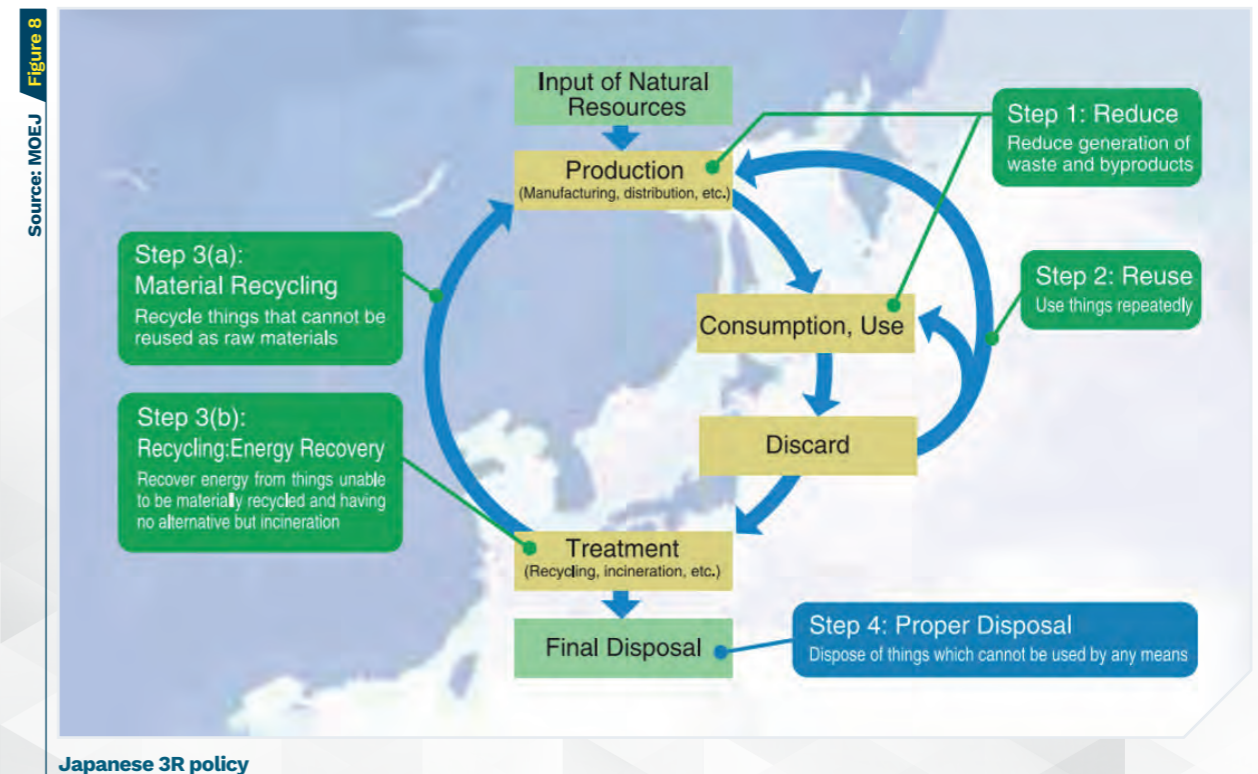 Figure 8
Source: MOEJ
Input of Natural
Resources
Production
(Manufacturing, distribution, etc.)
Step 1: Reduce
Reduce generation of
waste and byproducts
Step 3(a):
Material Recycling
Recycle things that cannot be
reused as raw materials
Step 2: Reuse
Use things repeatedly
Consumption, Use
Step 3(b):
Recycling:Energy Recovery
Recover energy from things unable
to be materially recycled and having
no alternative but incineration
Discard
Treatment
(Recycling, incineration, etc.)
Final Disposal
Step 4: Proper Disposal
Dispose of things which cannot be used by any means
Japanese 3R policy